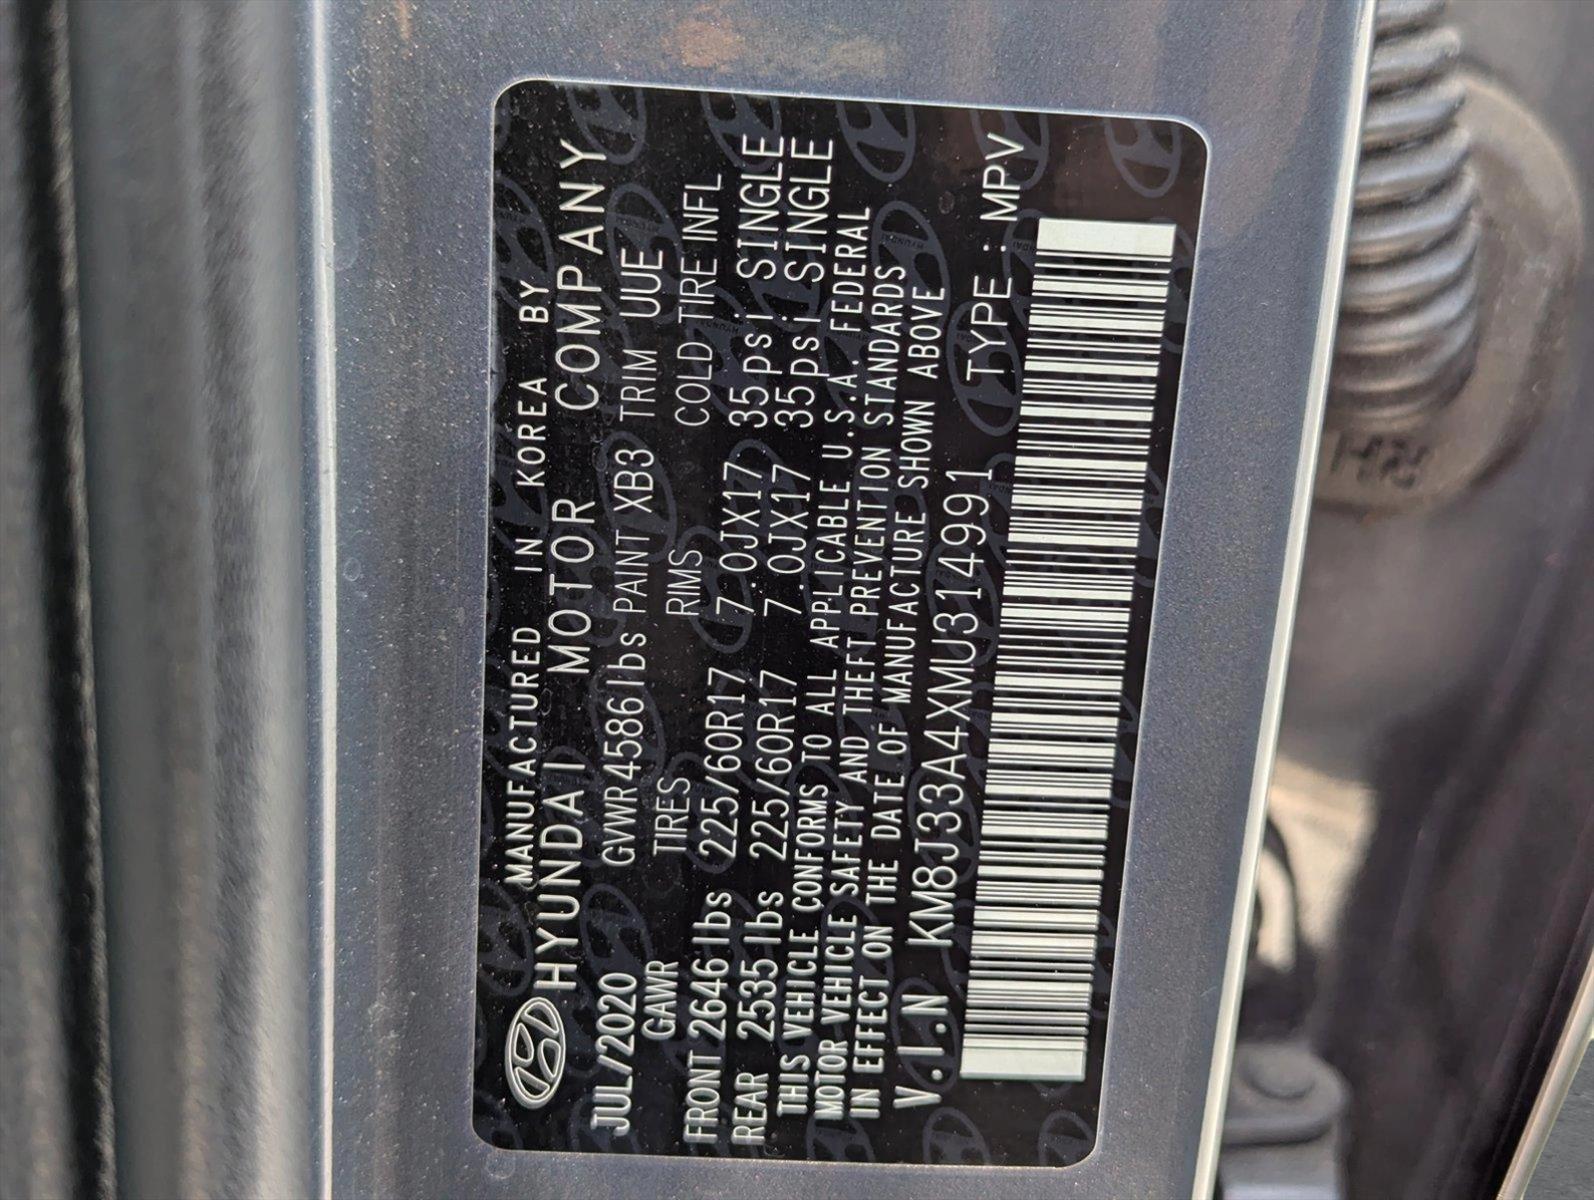 MANUFACTURED IN KOREA BY
HYUNDAI MOTOR COMPANY
JUL/2020 GVWR 4586 lbs PAINT XB3 TRIM UUE
GAWR TIRES RIMS COLD TIRE INFL
FRONT 2646 lbs 225/60R17 7.0JX17 35psi SINGLE
REAR 2535 lbs 225/60R17 7.0JX17 35psi SINGLE
THIS VEHICLE CONFORMS TO ALL APPLICABLE U.S.A. FEDERAL
MOTOR VEHICLE SAFETY AND THEFT PREVENTION STANDARDS
IN EFFECT ON THE DATE OF MANUFACTURE SHOWN ABOVE
V.I.N KM8J33A4XMU314991 TYPE : MPV